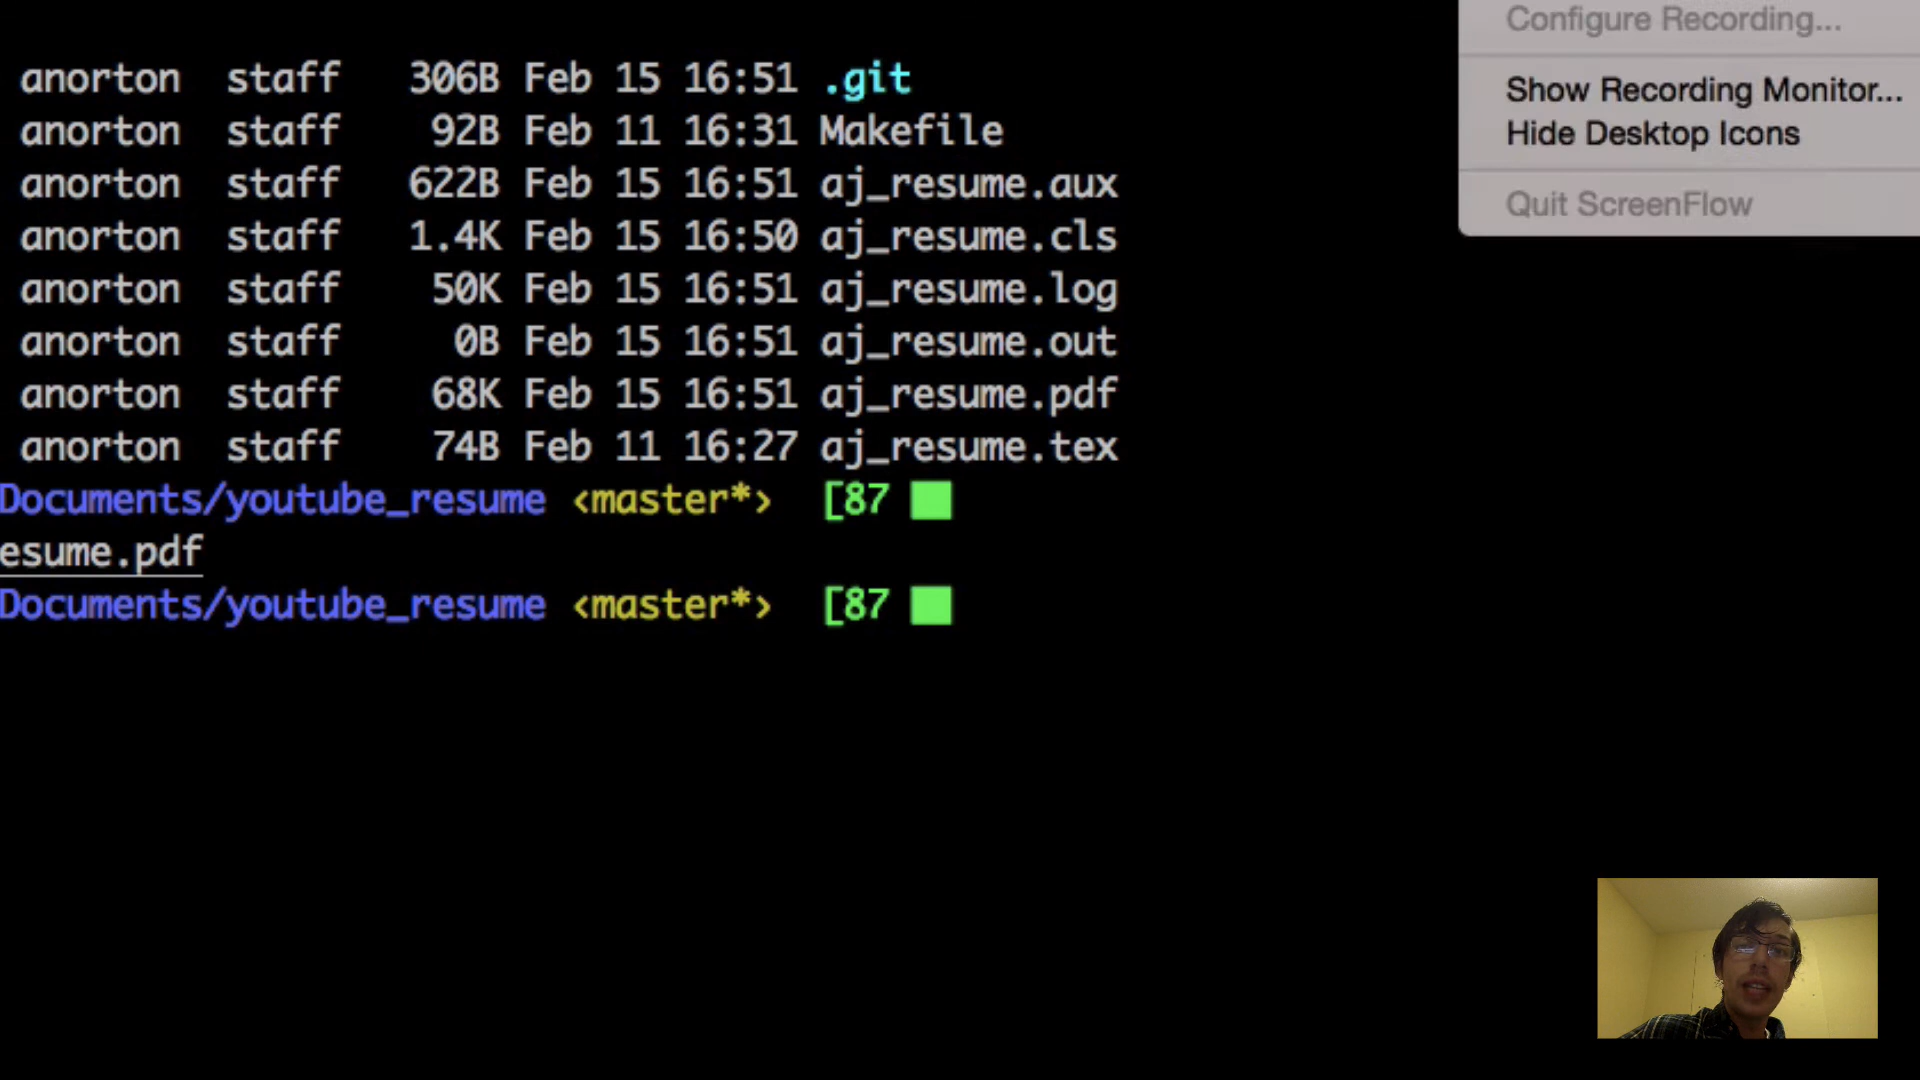 anorton staff 306B Feb 15 16:51 .git
anorton staff 92B Feb 11 16:31 Makefile
anorton staff 622B Feb 15 16:51 aj_resume.aux
anorton staff 1.4K Feb 15 16:50 aj_resume.cls
anorton staff 50K Feb 15 16:51 aj_resume.log
anorton staff 0B Feb 15 16:51 aj_resume.out
anorton staff 68K Feb 15 16:51 aj_resume.pdf
anorton staff 74B Feb 11 16:27 aj_resume.tex
Documents/youtube_resume <master*> [87
esume.pdf
Documents/youtube_resume <master*> [87
Configure Recording...
Show Recording Monitor...
Hide Desktop Icons
Quit ScreenFlow